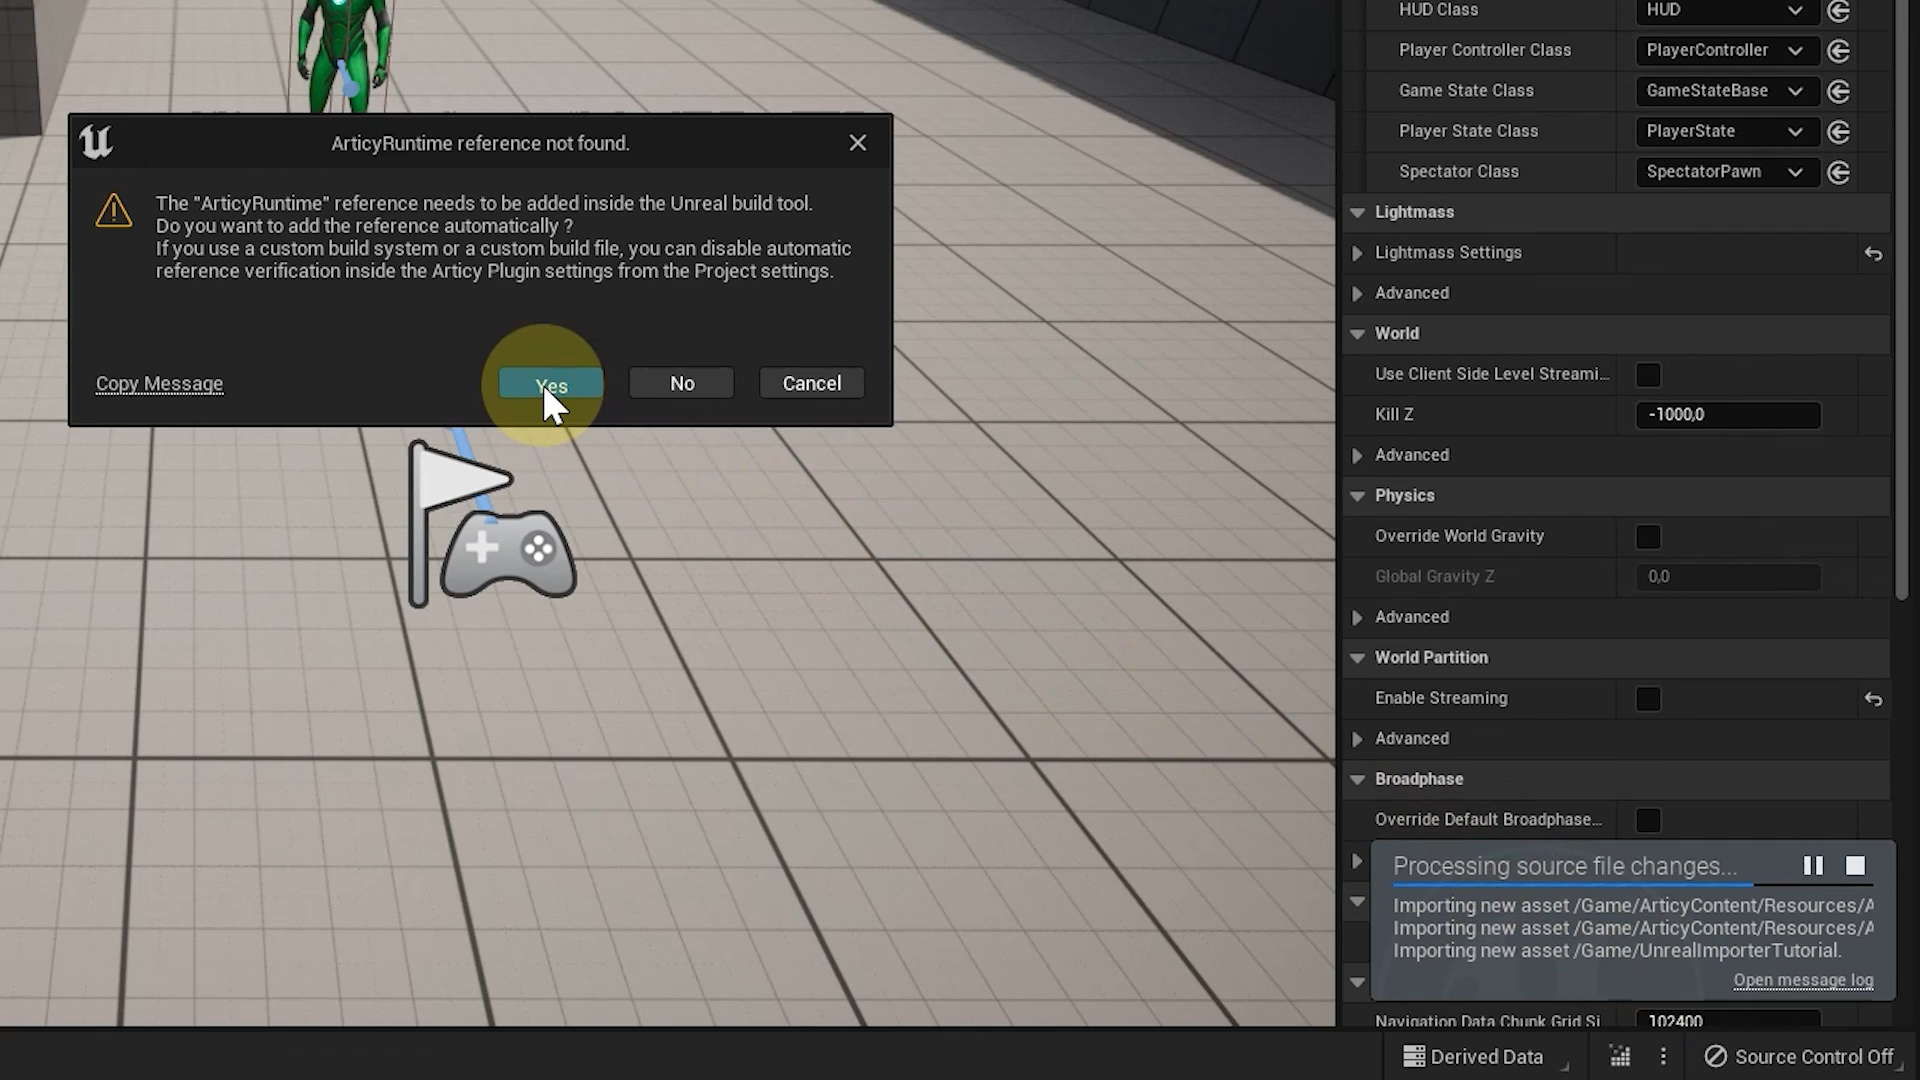 HUD Class
HUD
Player Controller Class
PlayerController
Game State Class
GameStateBase
Player State Class
PlayerState
Spectator Class
SpectatorPawn
ArticyRuntime reference not found.
The "ArticyRuntime" reference needs to be added inside the Unreal build tool.
Do you want to add the reference automatically ?
If you use a custom build system or a custom build file, you can disable automatic
reference verification inside the Articy Plugin settings from the Project settings.
Copy Message
Yes
No
Cancel
Lightmass
Lightmass Settings
Advanced
World
Use Client Side Level Streami...
Kill Z
-1000,0
Advanced
Physics
Override World Gravity
Global Gravity Z
0,0
Advanced
World Partition
Enable Streaming
Advanced
Broadphase
Override Default Broadphase...
Processing source file changes...
Importing new asset /Game/ArticyContent/Resources/A
Importing new asset /Game/ArticyContent/Resources/A
Importing new asset /Game/UnrealImporterTutorial.
Open message log
Navigation Data Chunk Grid Si
102400
Derived Data
Source Control Off